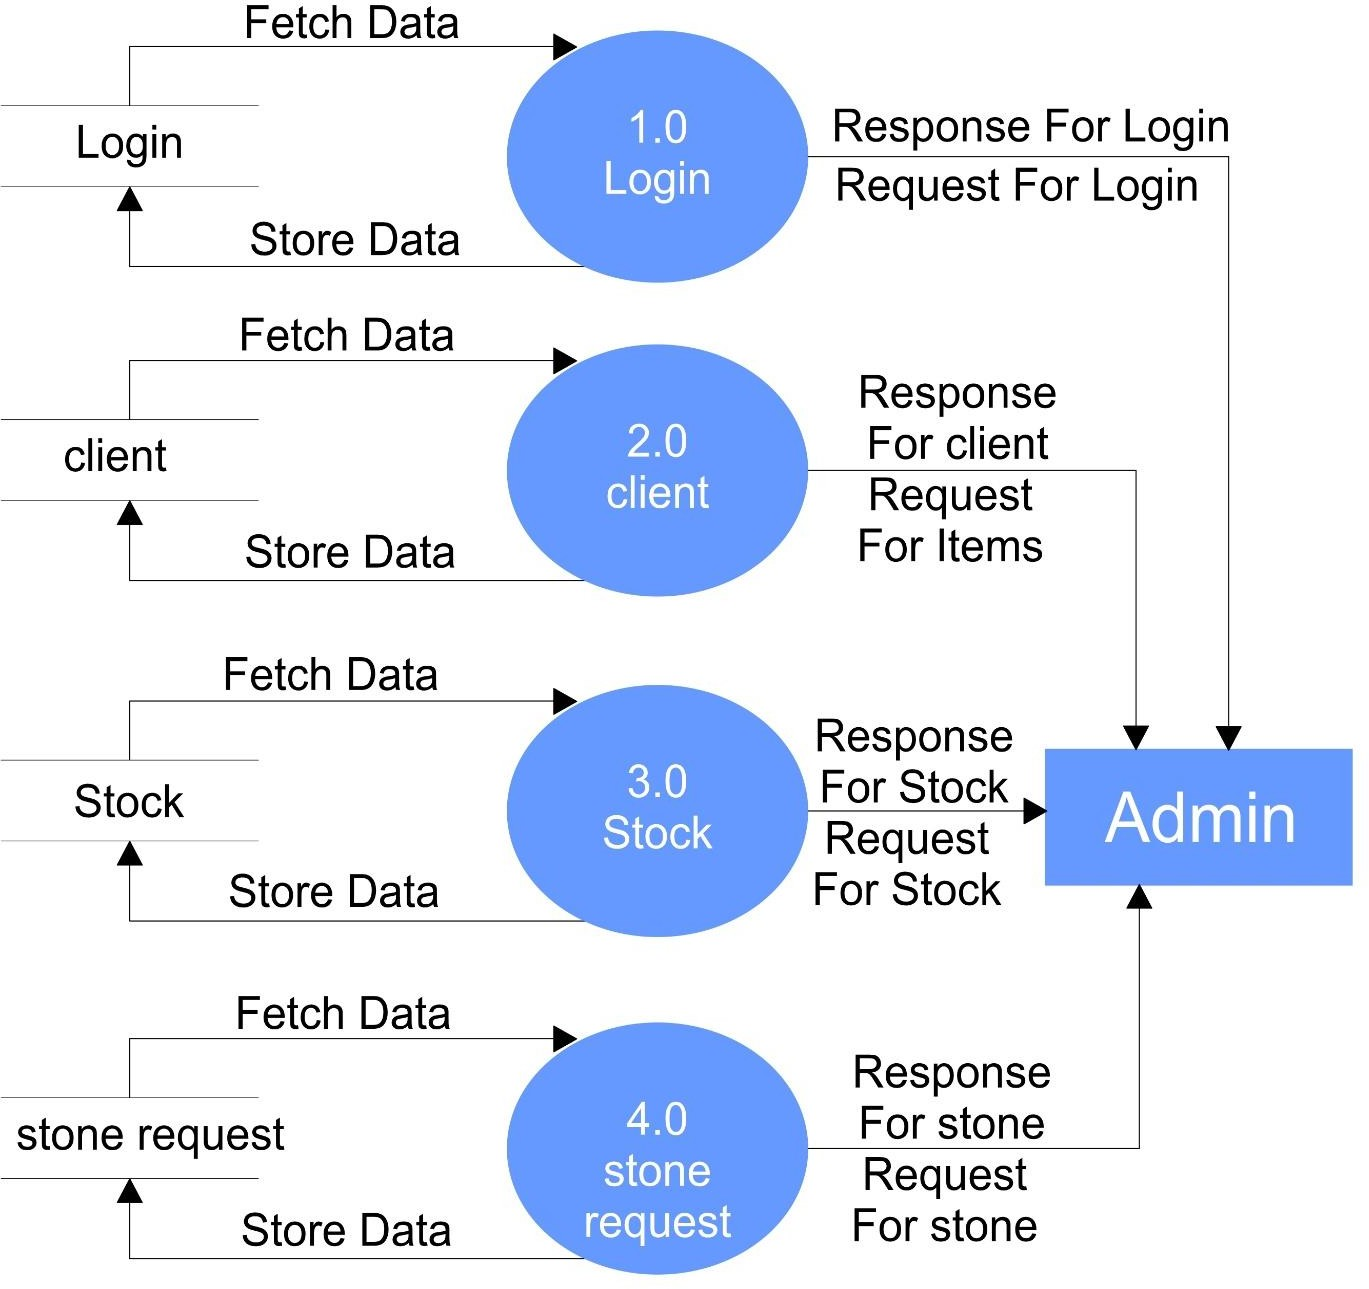 Fetch Data
Login
1.0
Login
Response For Login
Request For Login
Store Data
Fetch Data
client
2.0
client
Response
For client
Request
For Items
Store Data
Fetch Data
Stock
3.0
Stock
Response
For Stock
Request
For Stock
Admin
Store Data
Fetch Data
stone request
4.0
stone
request
Response
For stone
Request
For stone
Store Data